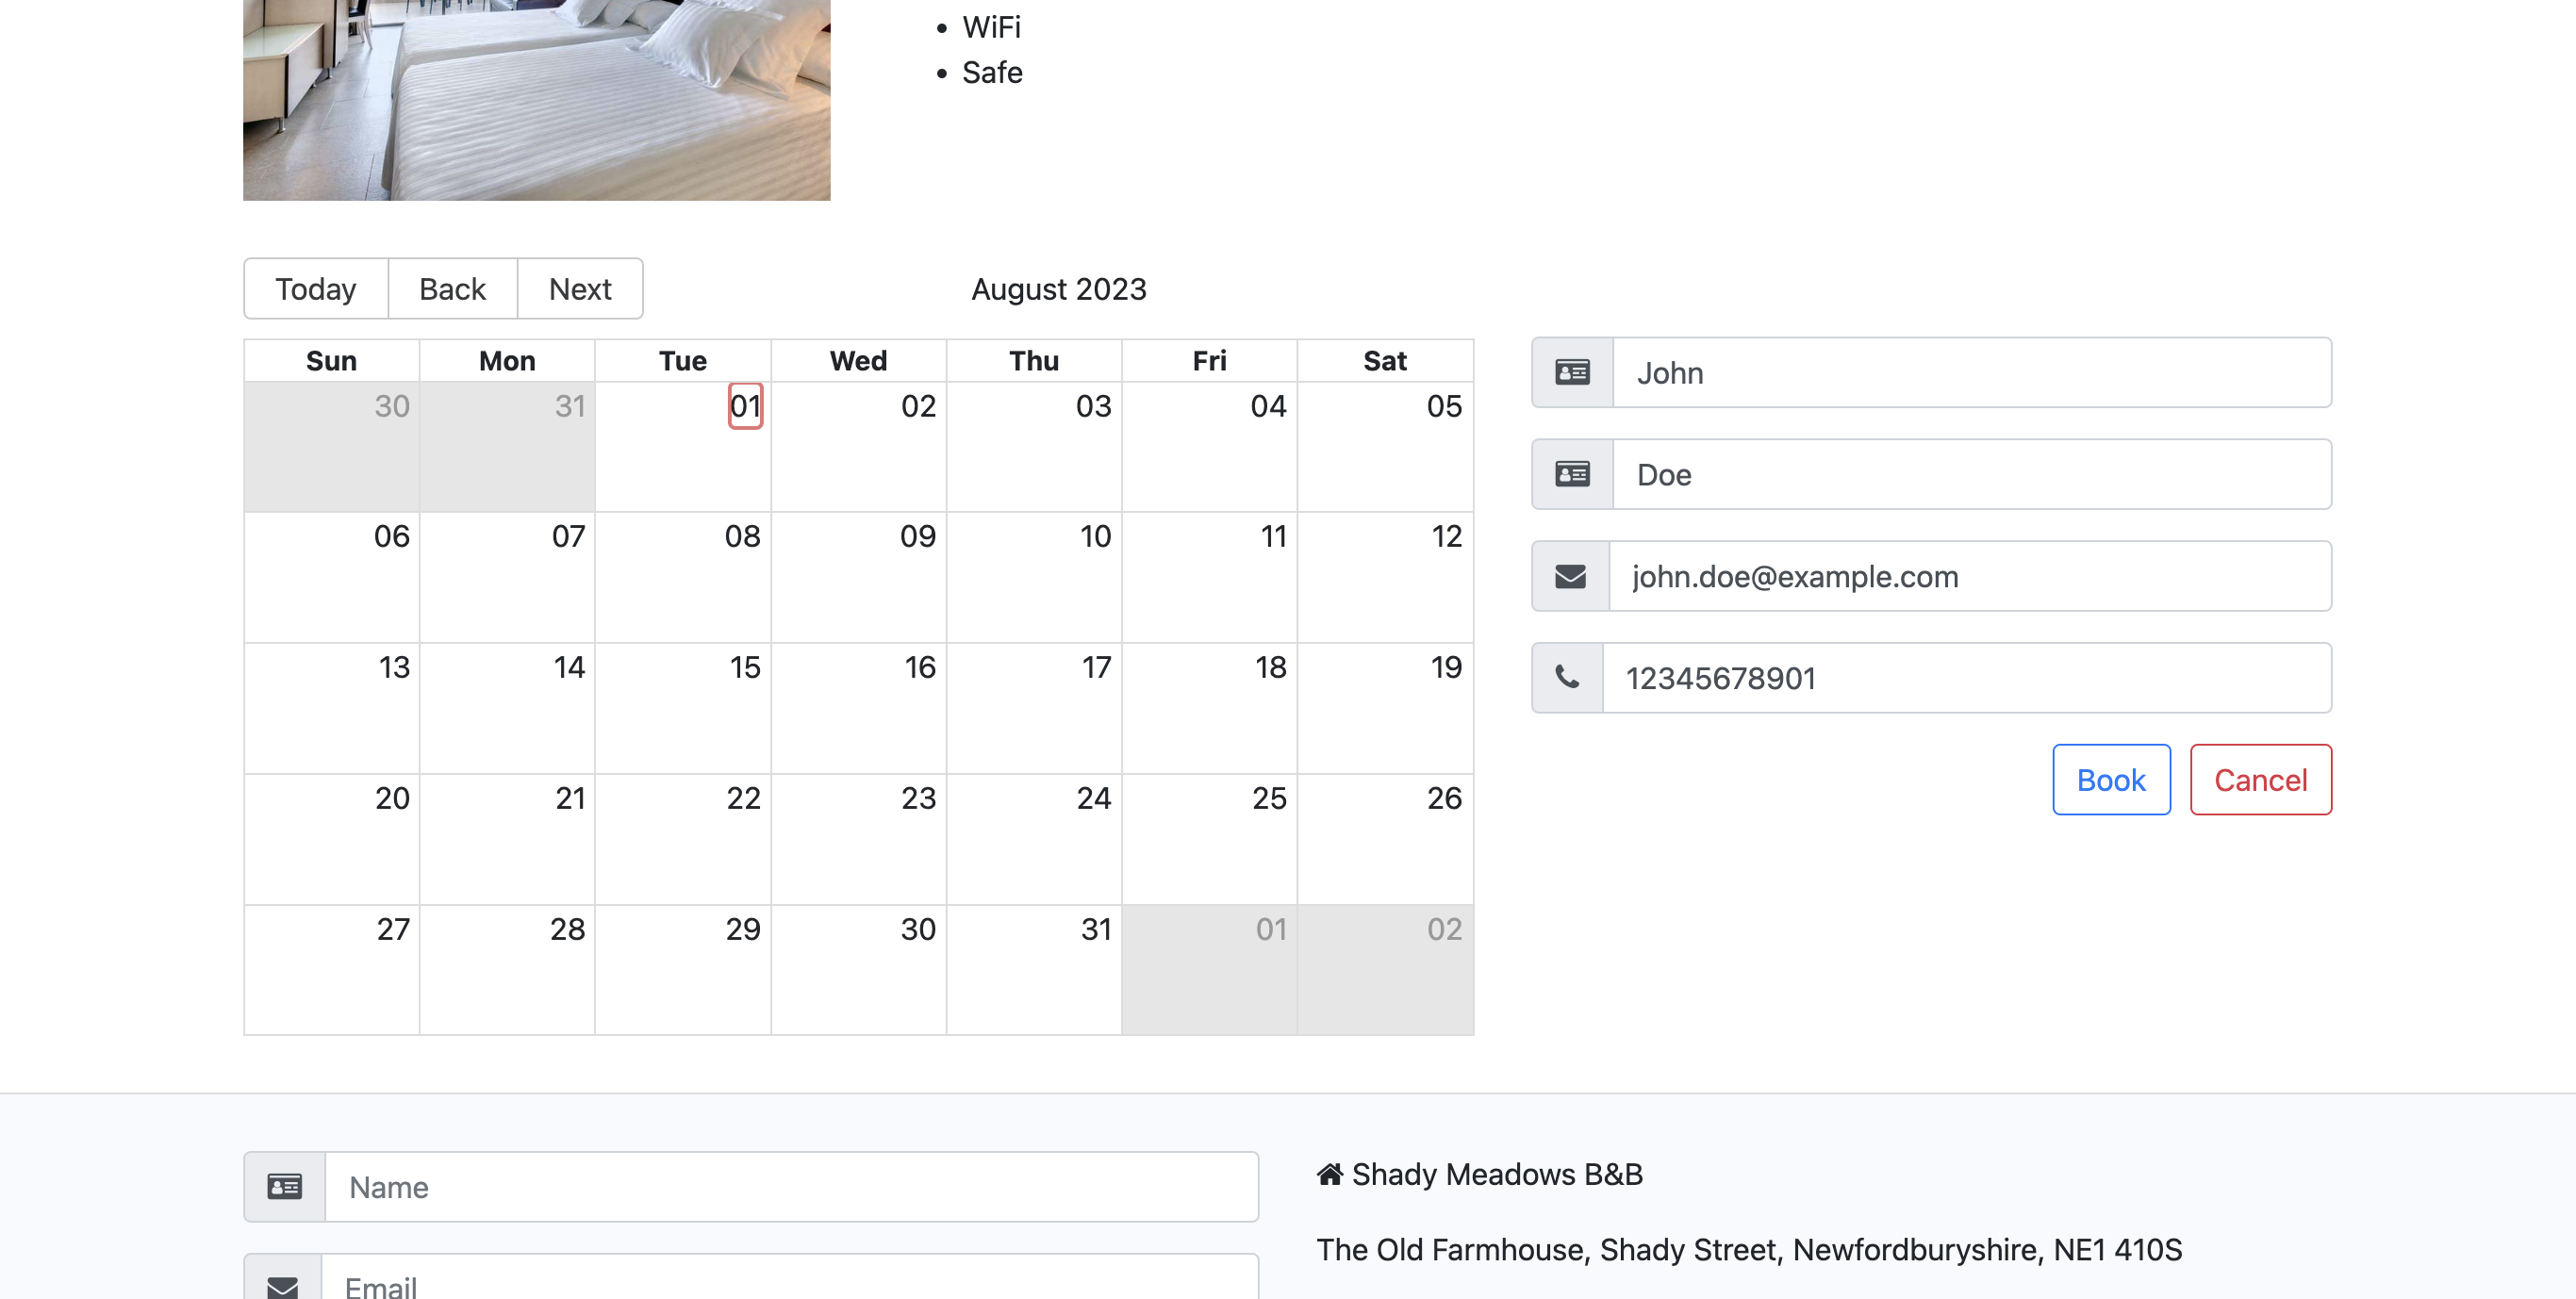 WiFi
Safe
Today Back Next August 2023
Sun Mon Tue Wed Thu Fri Sat
30 31 01 02 03 04 05
06 07 08 09 10 11 12
13 14 15 16 17 18 19
20 21 22 23 24 25 26
27 28 29 30 31 01 02
John
Doe
john.doe@example.com
12345678901
Book Cancel
Name
Email
Shady Meadows B&B
The Old Farmhouse, Shady Street, Newfordburyshire, NE1 410S